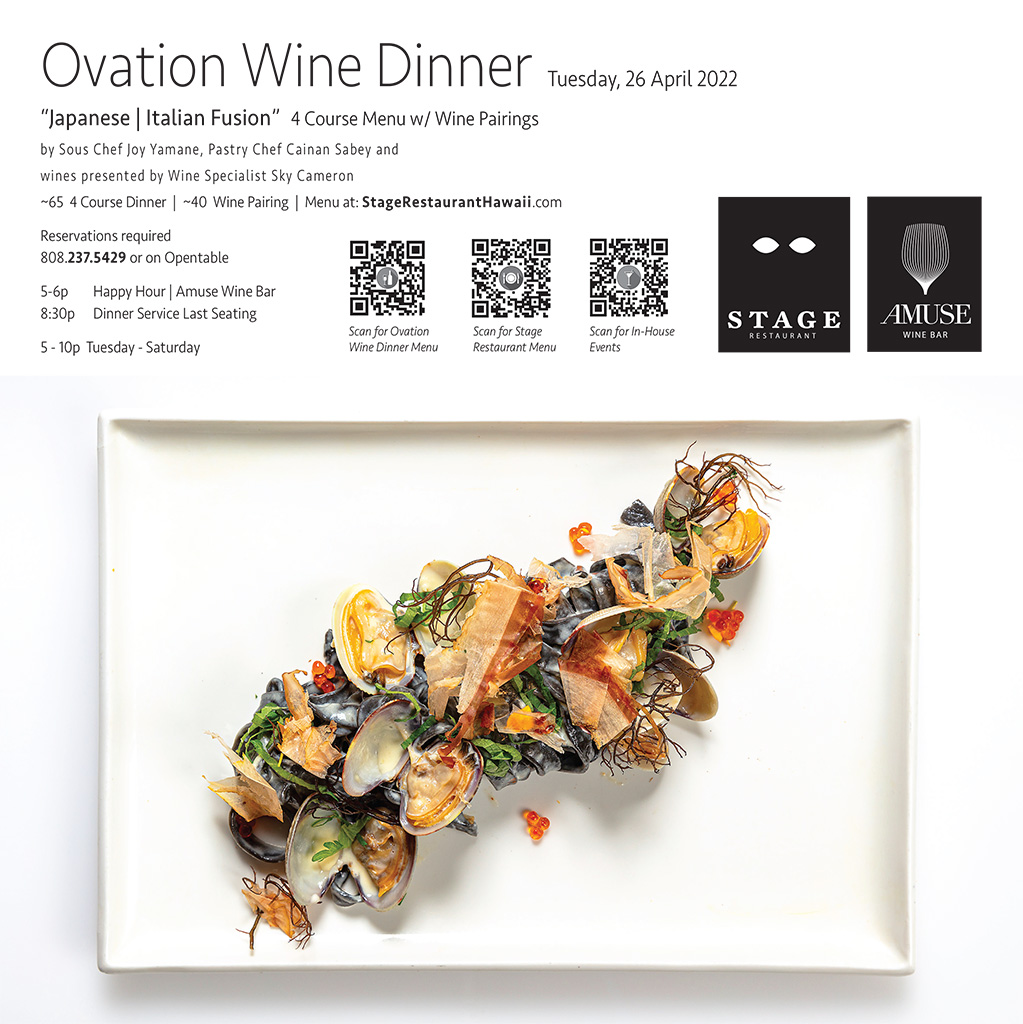 Ovation Wine Dinner Tuesday, 26 April 2022
"Japanese | Italian Fusion" 4 Course Menu w/ Wine Pairings
by Sous Chef Joy Yamane, Pastry Chef Cainan Sabey and
wines presented by Wine Specialist Sky Cameron
~65 4 Course Dinner | ~40 Wine Pairing | Menu at: StageRestaurantHawaii.com
Reservations required
808.237.5429 or on Opentable
5-6p Happy Hour | Amuse Wine Bar
8:30p Dinner Service Last Seating
5 - 10p Tuesday - Saturday
Scan for Ovation
Wine Dinner Menu
Scan for Stage
Restaurant Menu
Scan for In-House
Events
STAGE
RESTAURANT
AMUSE
WINE BAR